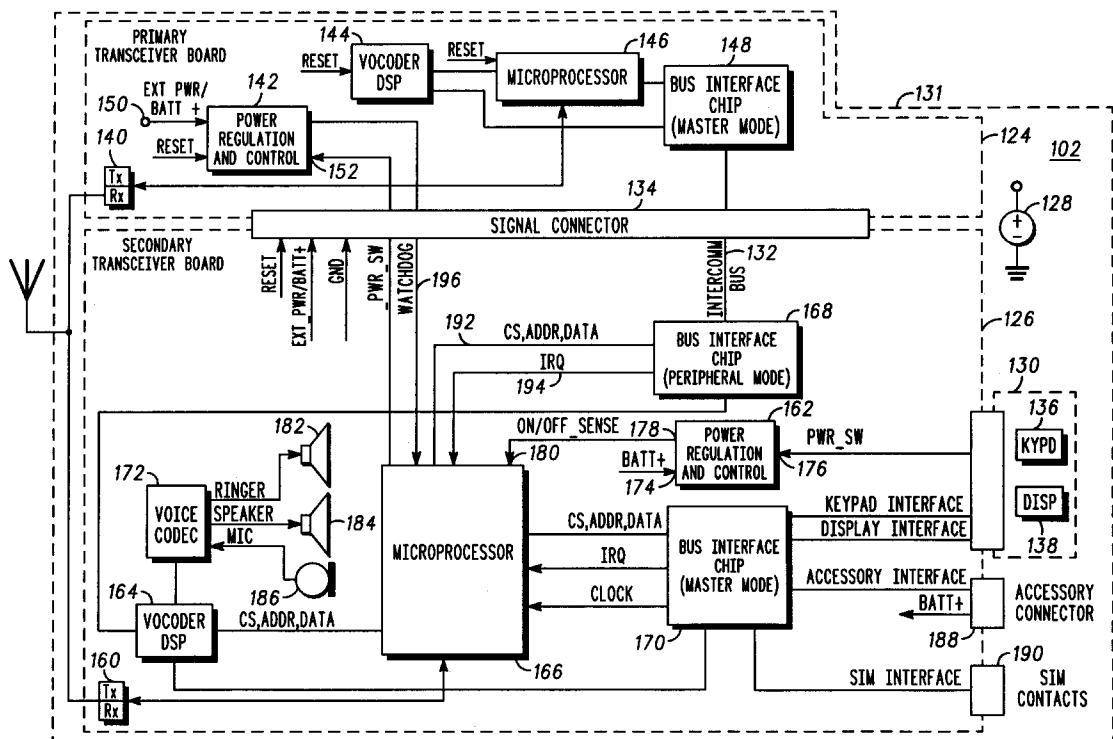 PRIMARY
TRANSCEIVER BOARD
144
VOCODER
DSP
RESET
146
RESET
MICROPROCESSOR
148
BUS INTERFACE
CHIP
(MASTER MODE)
131
124
102
128
EXT PWR/
BATT +
150
142
POWER
REGULATION
AND CONTROL
RESET
152
140
Tx
Rx
134
SIGNAL CONNECTOR
SECONDARY
TRANSCEIVER BOARD
RESET
EXT_PWR/BATT+
GND
PWR_SW
WATCHDOG
196
INTERCOMM
BUS
132
126
168
BUS INTERFACE
CHIP
(PERIPHERAL MODE)
192
CS,ADDR,DATA
IRQ
194
130
136
KYPD
DISP
138
162
POWER
REGULATION
AND CONTROL
178
ON/OFF_SENSE
180
BATT+
174
176
PWR_SW
182
172
VOICE
CODEC
RINGER
SPEAKER
MIC
184
186
MICROPROCESSOR
166
CS,ADDR,DATA
IRQ
CLOCK
BUS INTERFACE
CHIP
(MASTER MODE)
170
KEYPAD INTERFACE
DISPLAY INTERFACE
ACCESSORY INTERFACE
BATT+
188
ACCESSORY
CONNECTOR
164
VOCODER
DSP
CS,ADDR,DATA
160
Tx
Rx
SIM INTERFACE
190
SIM
CONTACTS